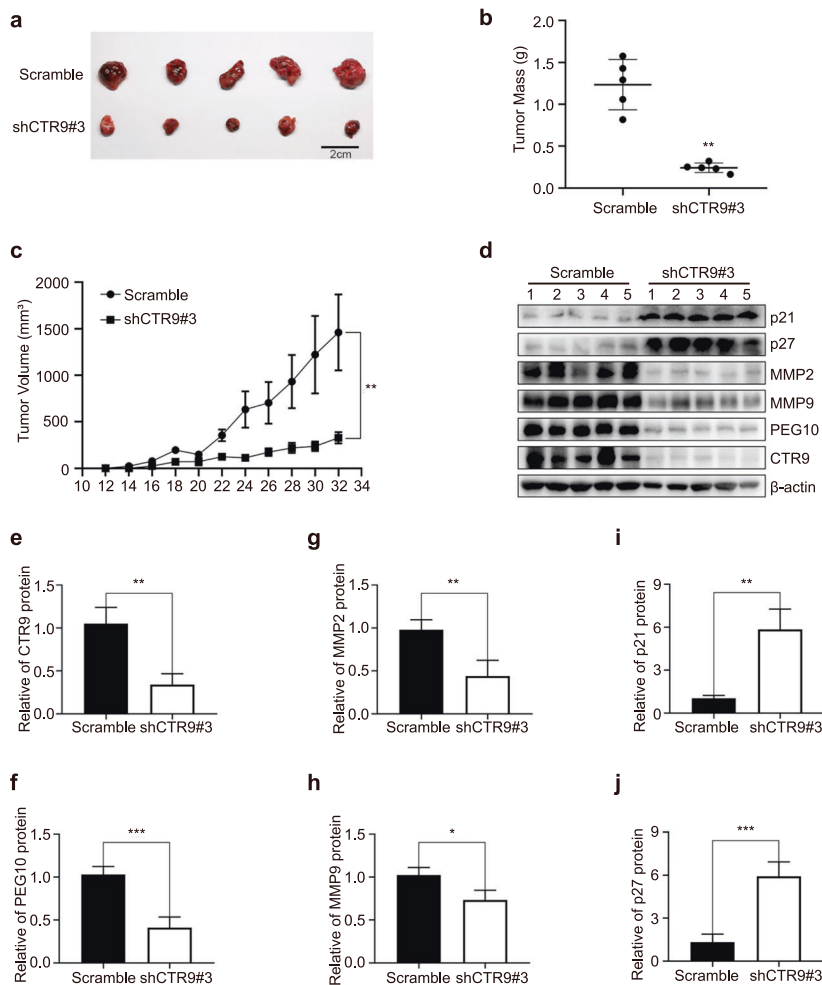 a
Scramble
shCTR9#3
2cm
b
Tumor Mass (g)
2.0
1.5
1.0
0.5
0.0
**
Scramble shCTR9#3
c
Tumor Volume (mm³)
2000
1500
1000
500
0
Scramble
shCTR9#3
**
10 12 14 16 18 20 22 24 26 28 30 32 34
d
Scramble shCTR9#3
1 2 3 4 5 1 2 3 4 5
p21
p27
MMP2
MMP9
PEG10
CTR9
β-actin
e
Relative of CTR9 protein
1.5
1.0
0.5
0.0
**
Scramble shCTR9#3
g
Relative of MMP2 protein
1.5
1.0
0.5
0.0
**
Scramble shCTR9#3
i
Relative of p21 protein
9
6
3
0
**
Scramble shCTR9#3
f
Relative of PEG10 protein
1.5
1.0
0.5
0.0
***
Scramble shCTR9#3
h
Relative of MMP9 protein
1.5
1.0
0.5
0.0
*
Scramble shCTR9#3
j
Relative of p27 protein
9
6
3
0
***
Scramble shCTR9#3